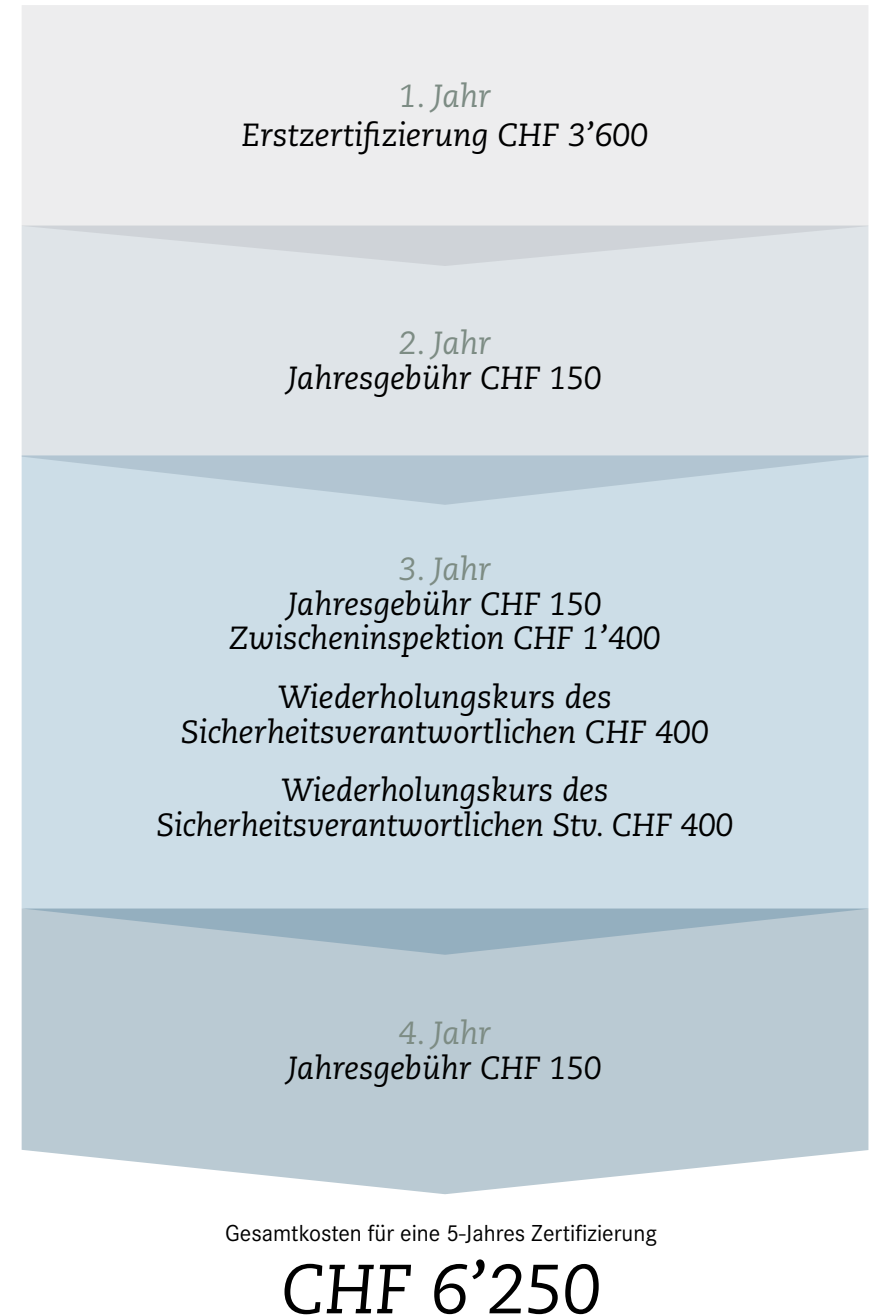 1. Jahr
Erstzertifizierung CHF 3’600
2. Jahr
Jahresgebühr CHF 150
3. Jahr
Jahresgebühr CHF 150
Zwischeninspektion CHF 1’400
Wiederholungskurs des
Sicherheitsverantwortlichen CHF 400
Wiederholungskurs des
Sicherheitsverantwortlichen Stv. CHF 400
4. Jahr
Jahresgebühr CHF 150
Gesamtkosten für eine 5-Jahres Zertifizierung
CHF 6’250